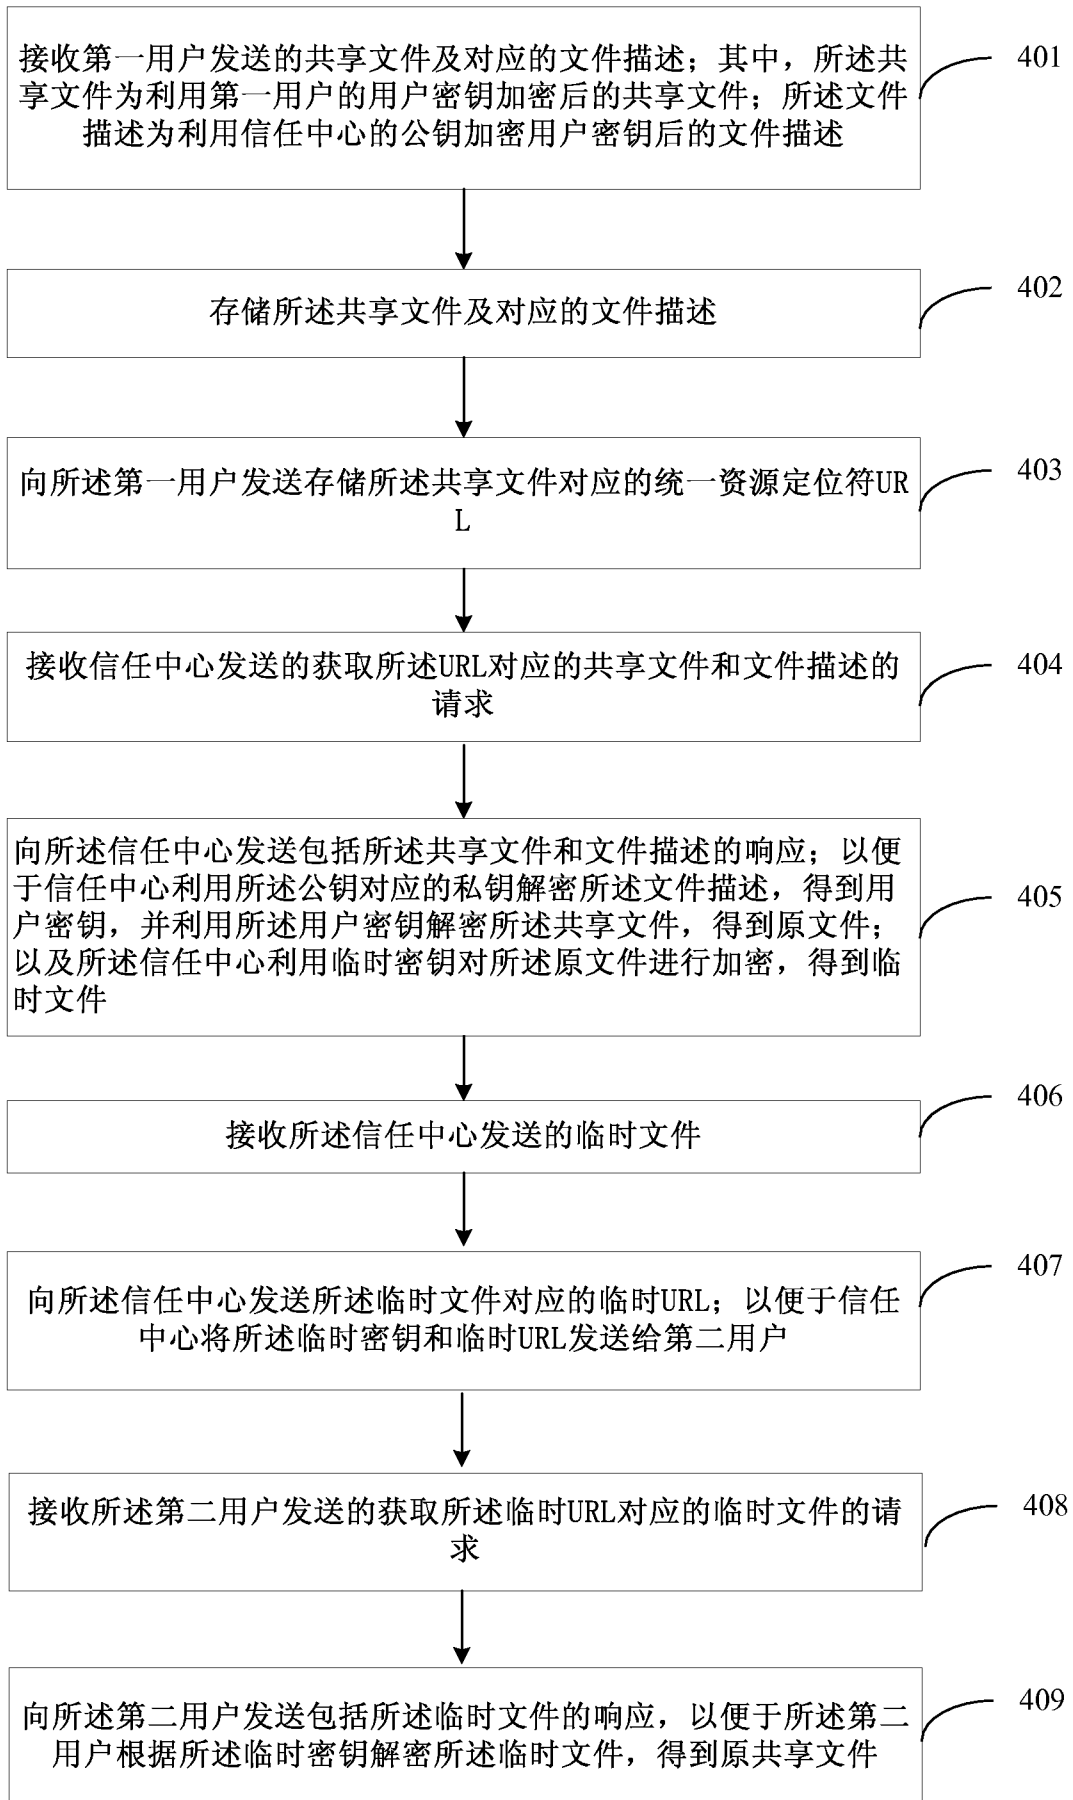 接收第一用户发送的共享文件及对应的文件描述；其中，所述共
享文件为利用第一用户的用户密钥加密后的共享文件；所述文件
描述为利用信任中心的公钥加密用户密钥后的文件描述
401
存储所述共享文件及对应的文件描述
402
向所述第一用户发送存储所述共享文件对应的统一资源定位符UR
L
403
接收信任中心发送的获取所述URL对应的共享文件和文件描述的
请求
404
向所述信任中心发送包括所述共享文件和文件描述的响应；以便
于信任中心利用所述公钥对应的私钥解密所述文件描述，得到用
户密钥，并利用所述用户密钥解密所述共享文件，得到原文件；
以及所述信任中心利用临时密钥对所述原文件进行加密，得到临
时文件
405
接收所述信任中心发送的临时文件
406
向所述信任中心发送所述临时文件对应的临时URL；以便于信任
中心将所述临时密钥和临时URL发送给第二用户
407
接收所述第二用户发送的获取所述临时URL对应的临时文件的请
求
408
向所述第二用户发送包括所述临时文件的响应，以便于所述第二
用户根据所述临时密钥解密所述临时文件，得到原共享文件
409